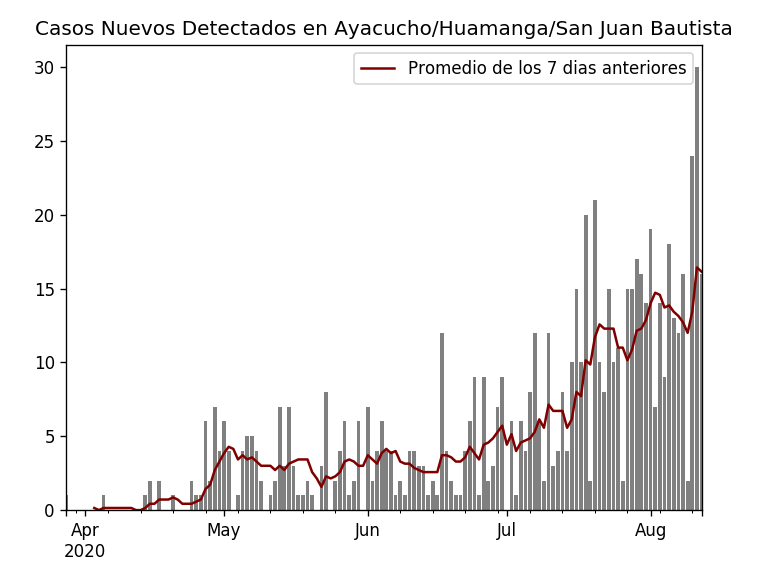 Casos Nuevos Detectados en Ayacucho/Huamanga/San Juan Bautista
Promedio de los 7 dias anteriores
30
25
20
15
10
5
0
Apr May Jun Jul Aug
2020